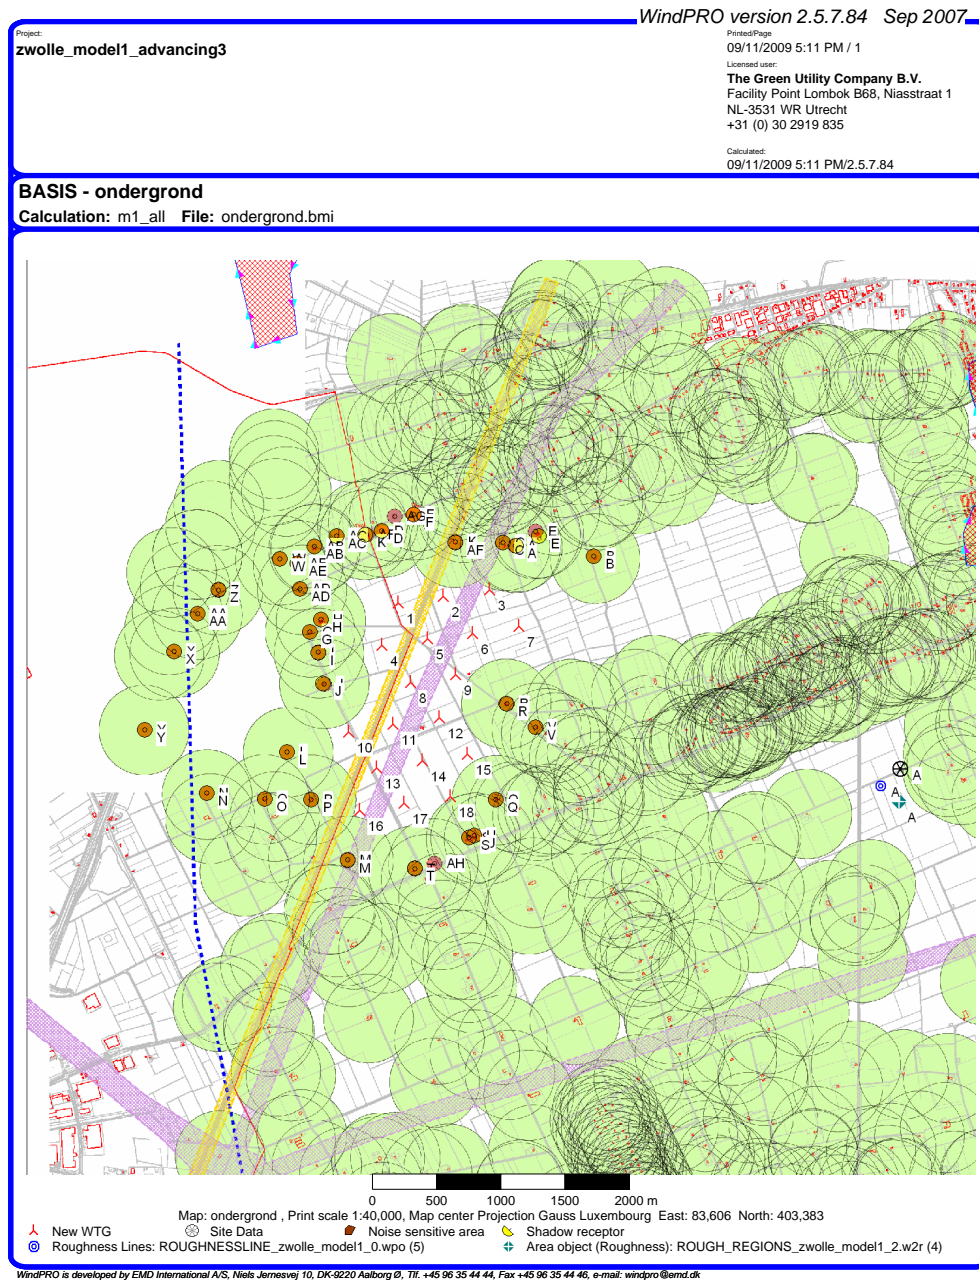 WindPRO version 2.5.7.84 Sep 2007
Project:
zwolle_model1_advancing3
Printed/Page
09/11/2009 5:11 PM / 1
Licensed user:
The Green Utility Company B.V.
Facility Point Lombok B68, Niasstraat 1
NL-3531 WR Utrecht
+31 (0) 30 2919 835
Calculated:
09/11/2009 5:11 PM/2.5.7.84
BASIS - ondergrond
Calculation: m1_all File: ondergrond.bmi
F
D
K
AC
AB
W
AE
AD
Z
AA
X
Y
H
G
I
J
L
N
O
P
M
T
AH
S
Q
R
V
AF
A
C
E
B
1
2
3
4
5
6
7
8
9
10
11
12
13
14
15
16
17
18
A
A
A
0 500 1000 1500 2000 m
Map: ondergrond , Print scale 1:40,000, Map center Projection Gauss Luxembourg East: 83,606 North: 403,383
New WTG Site Data Noise sensitive area Shadow receptor
Roughness Lines: ROUGHNESSLINE_zwolle_model1_0.wpo (5) Area object (Roughness): ROUGH_REGIONS_zwolle_model1_2.w2r (4)
WindPRO is developed by EMD International A/S, Niels Jernesvej 10, DK-9220 Aalborg Ø, Tlf. +45 96 35 44 44, Fax +45 96 35 44 46, e-mail: windpro@emd.dk